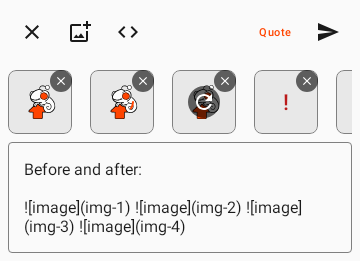 Quote
!
Before and after:
![image](img-1) ![image](img-2) ![image]
(img-3) ![image](img-4)